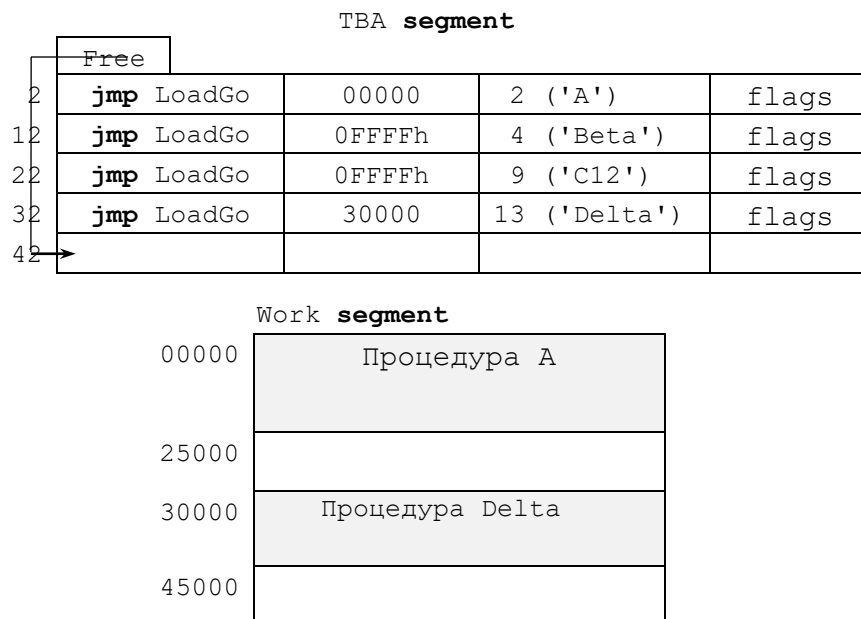 TBA segment
Free
2 jmp LoadGo 00000 2 ('A') flags
12 jmp LoadGo 0FFFFh 4 ('Beta') flags
22 jmp LoadGo 0FFFFh 9 ('C12') flags
32 jmp LoadGo 30000 13 ('Delta') flags
42
Work segment
00000 Процедура A
25000
30000 Процедура Delta
45000